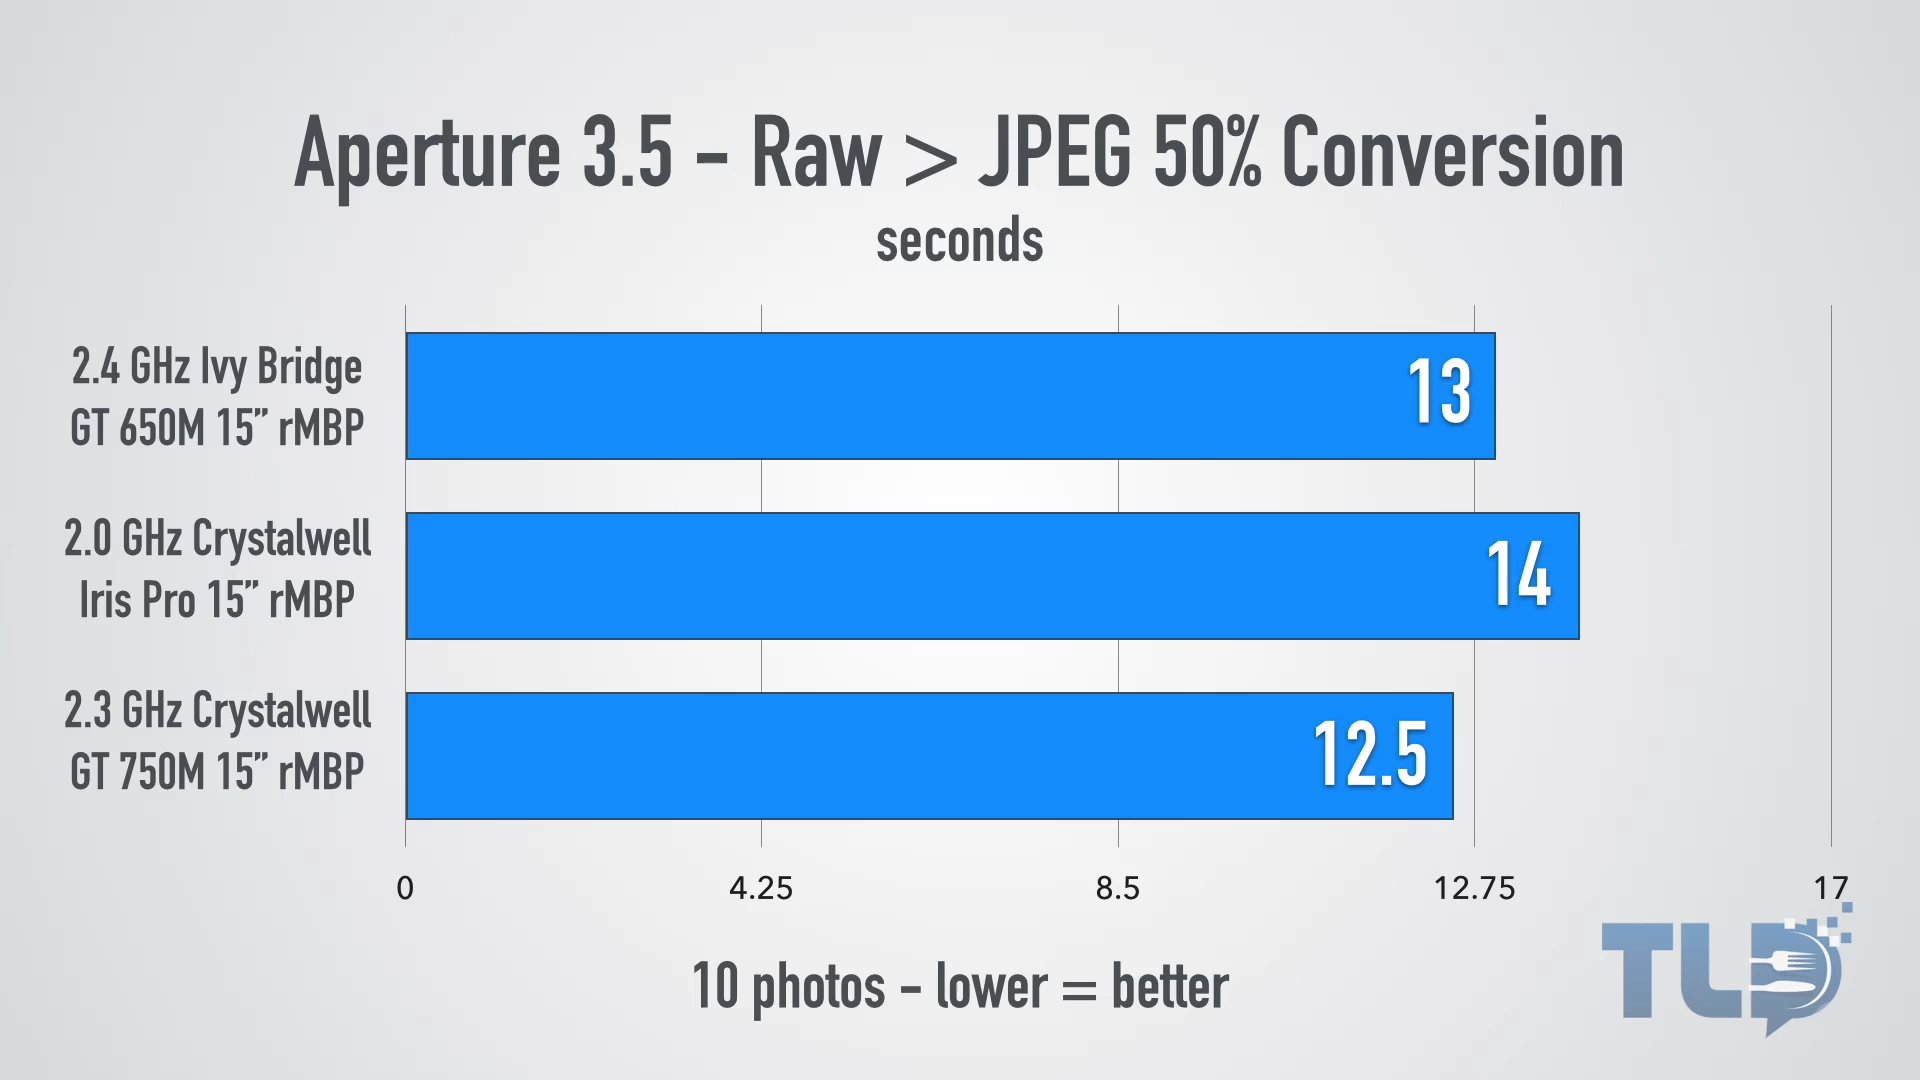 Aperture 3.5 – Raw > JPEG 50% Conversion
seconds
2.4 GHz Ivy Bridge
GT 650M 15” rMBP
13
2.0 GHz Crystalwell
Iris Pro 15” rMBP
14
2.3 GHz Crystalwell
GT 750M 15” rMBP
12.5
0 4.25 8.5 12.75 17
10 photos – lower = better
TLD